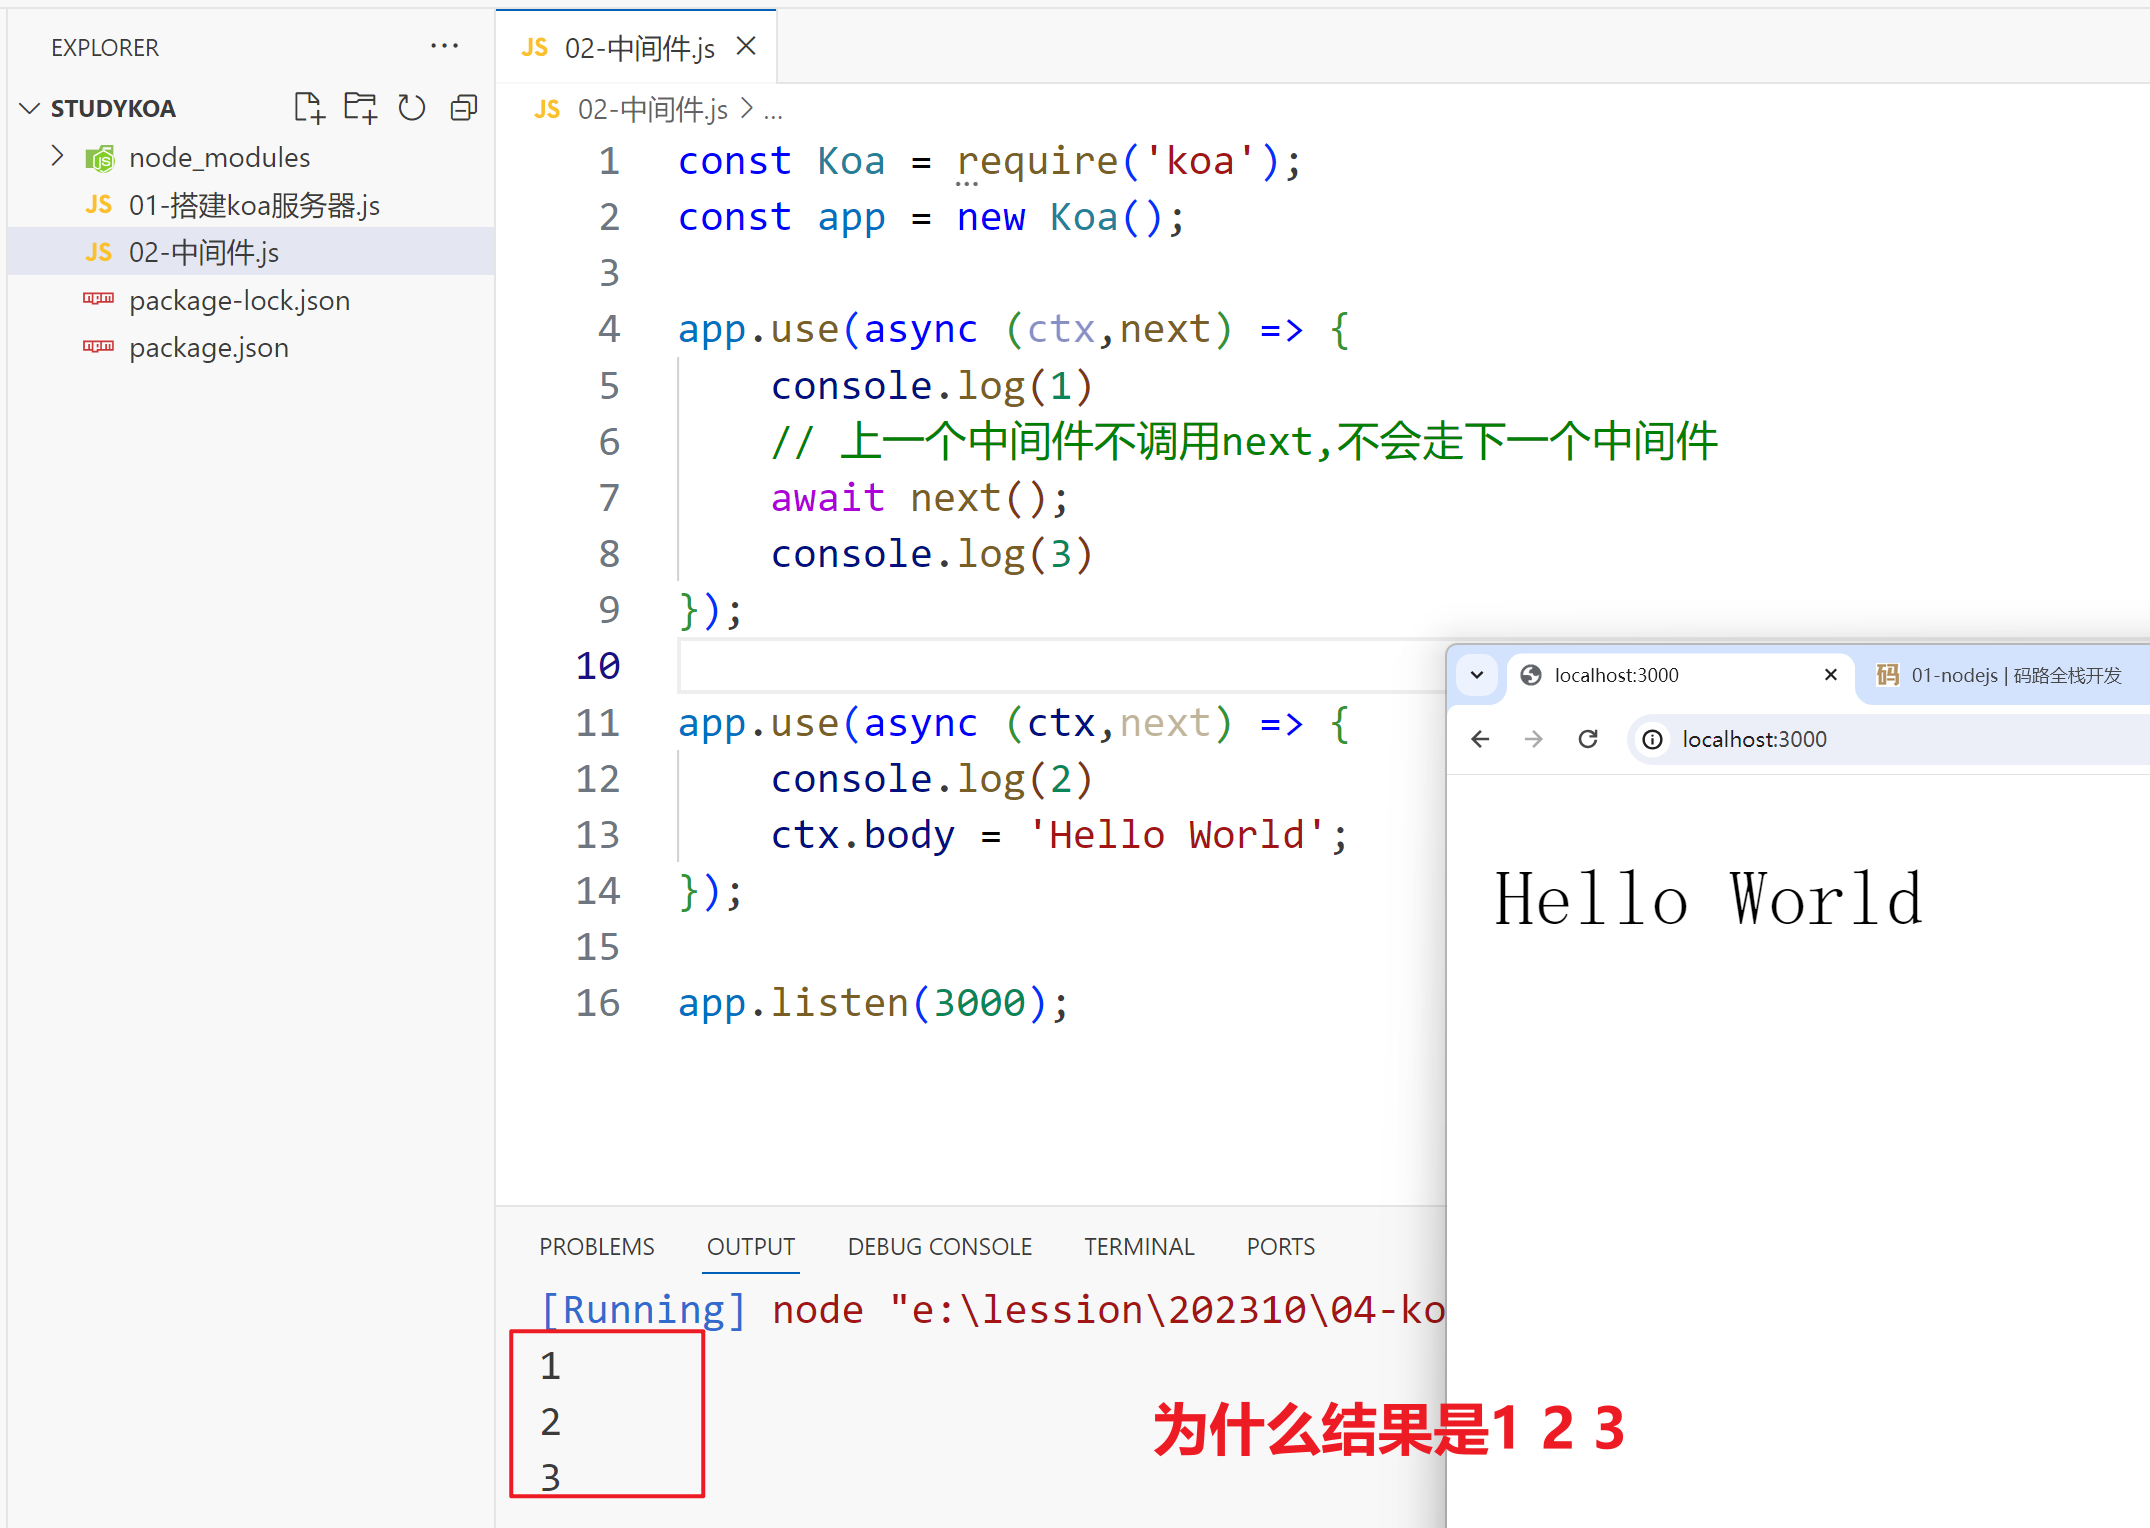 EXPLORER
STUDYKOA
node_modules
JS 01-搭建koa服务器.js
JS 02-中间件.js
package-lock.json
package.json
JS 02-中间件.js
JS 02-中间件.js > ...
1 const Koa = require('koa');
2 const app = new Koa();
3
4 app.use(async (ctx,next) => {
5 console.log(1)
6 // 上一个中间件不调用next,不会走下一个中间件
7 await next();
8 console.log(3)
9 });
10
11 app.use(async (ctx,next) => {
12 console.log(2)
13 ctx.body = 'Hello World';
14 });
15
16 app.listen(3000);
PROBLEMS OUTPUT DEBUG CONSOLE TERMINAL PORTS
[Running] node "e:\lession\202310\04-ko
1
2
3
localhost:3000
码 01-nodejs | 码路全栈开发
localhost:3000
Hello World
为什么结果是1 2 3